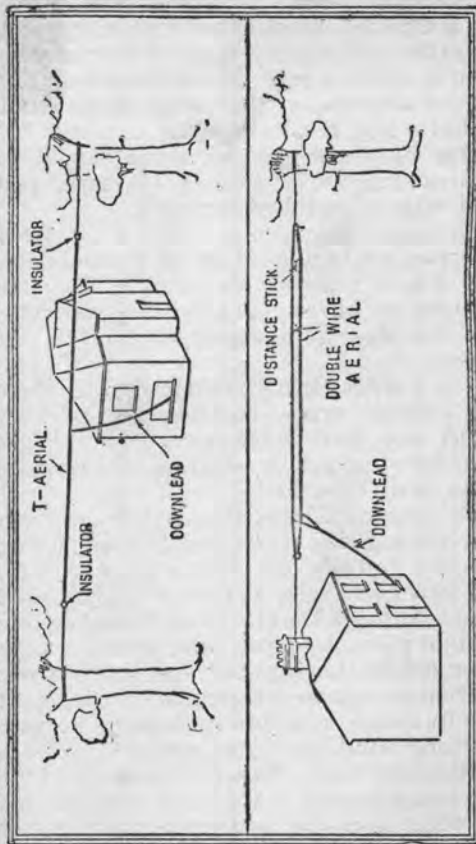 INSULATOR
T-AERIAL
INSULATOR
DOWNLEAD
DISTANCE STICK.
DOUBLE WIRE
AERIAL
DOWNLEAD